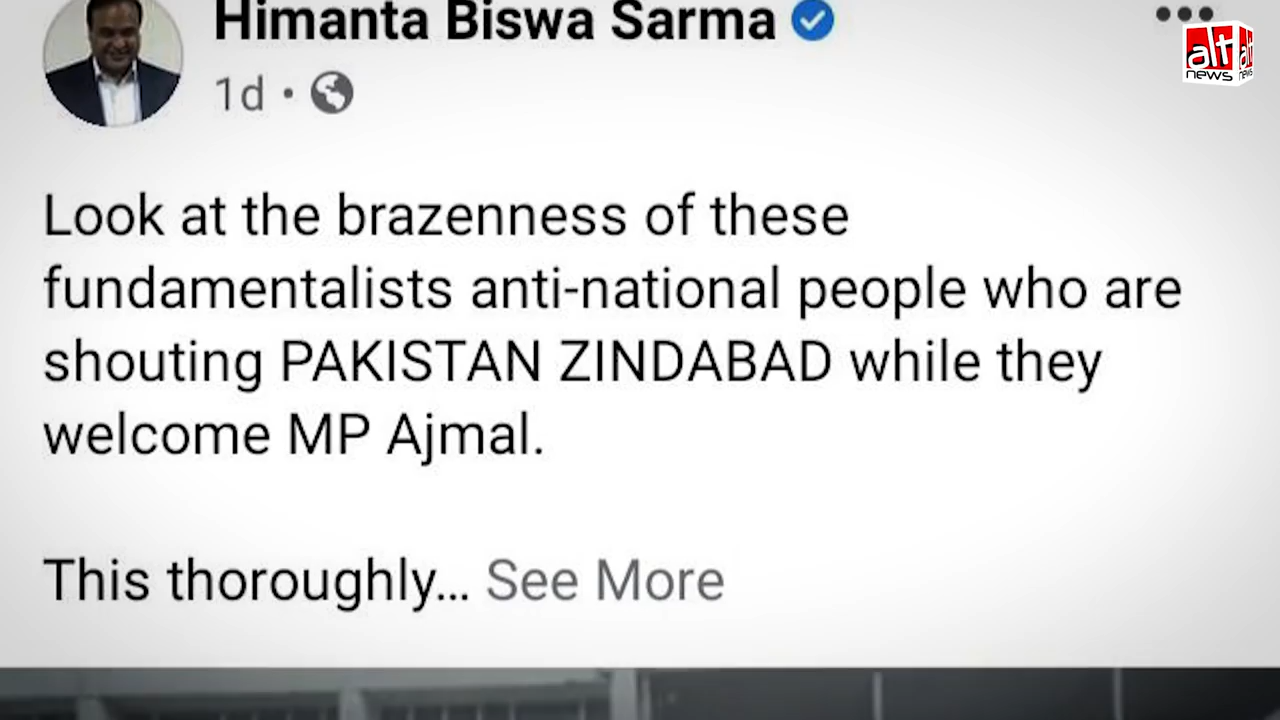 Himanta Biswa Sarma
1d •
alt
news
Look at the brazenness of these
fundamentalists anti-national people who are
shouting PAKISTAN ZINDABAD while they
welcome MP Ajmal.
This thoroughly... See More